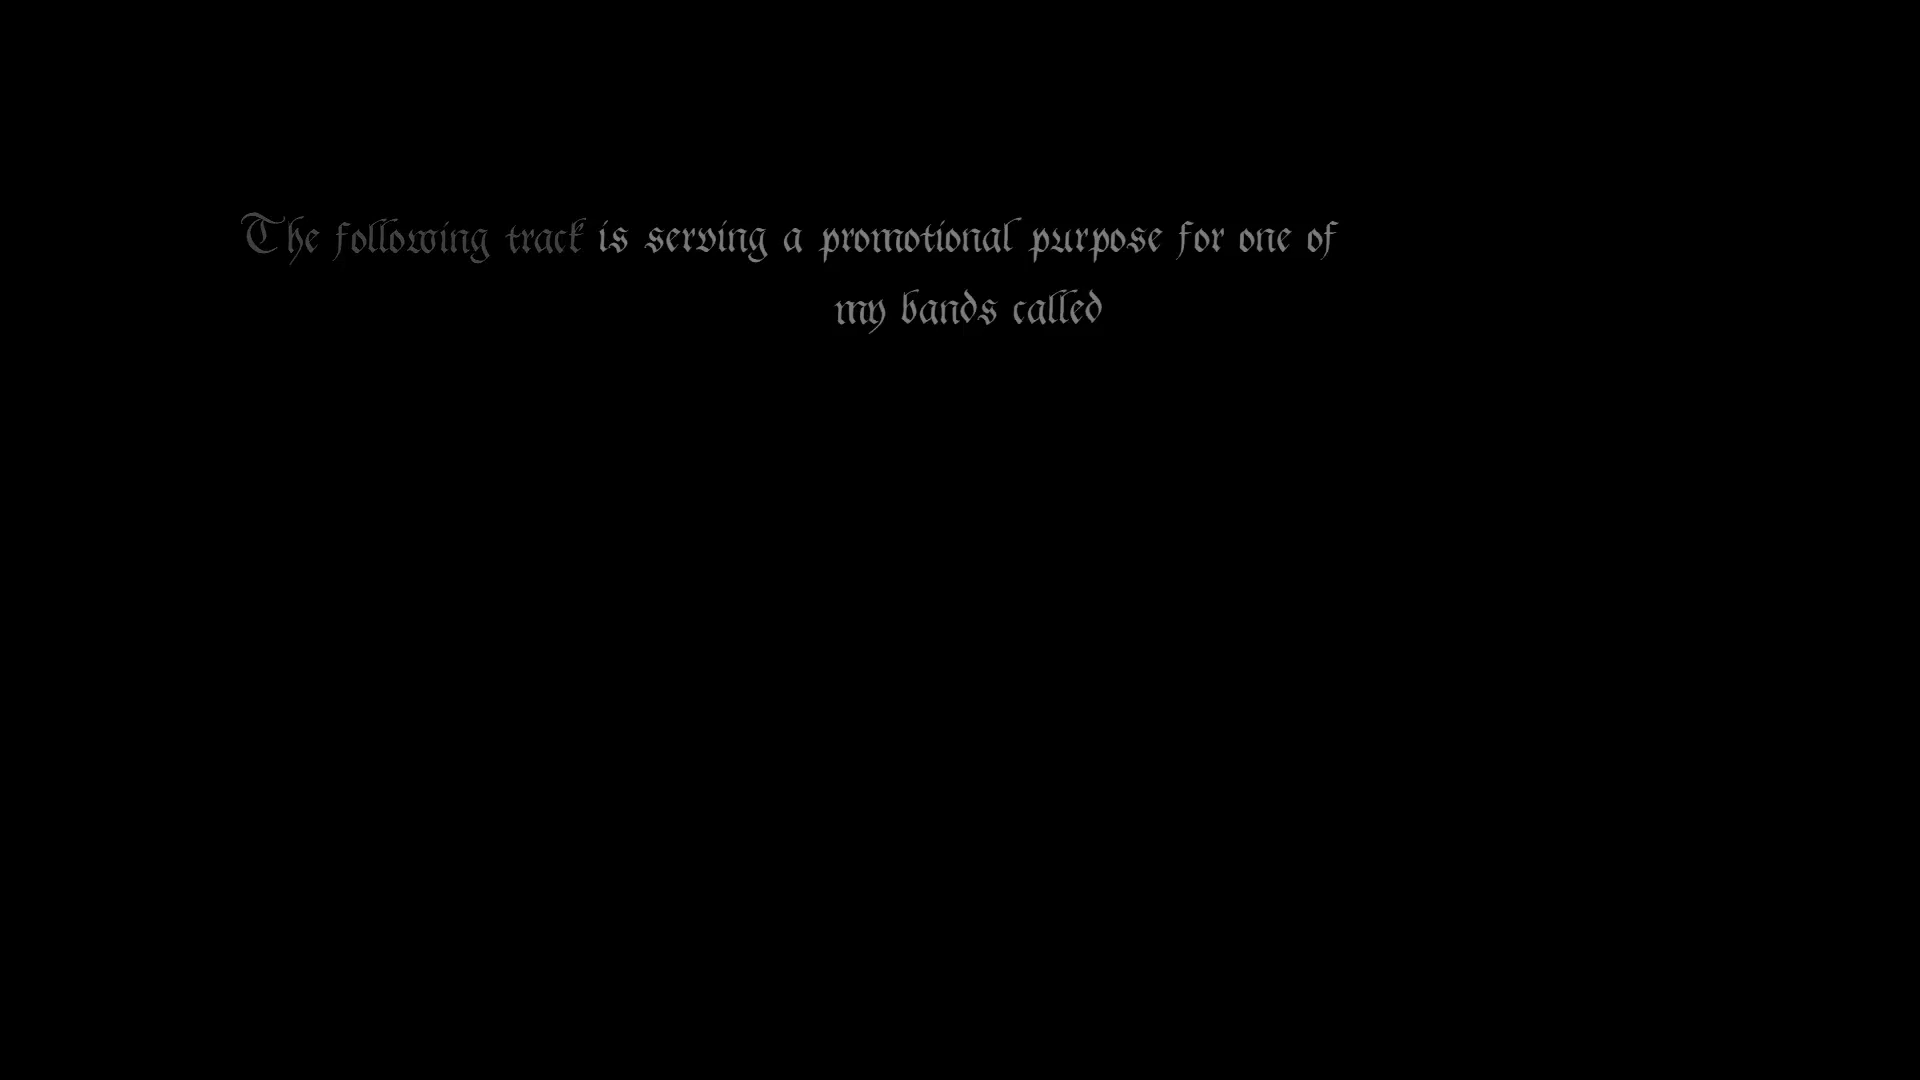 The following track is serving a promotional purpose for one of
my bands called